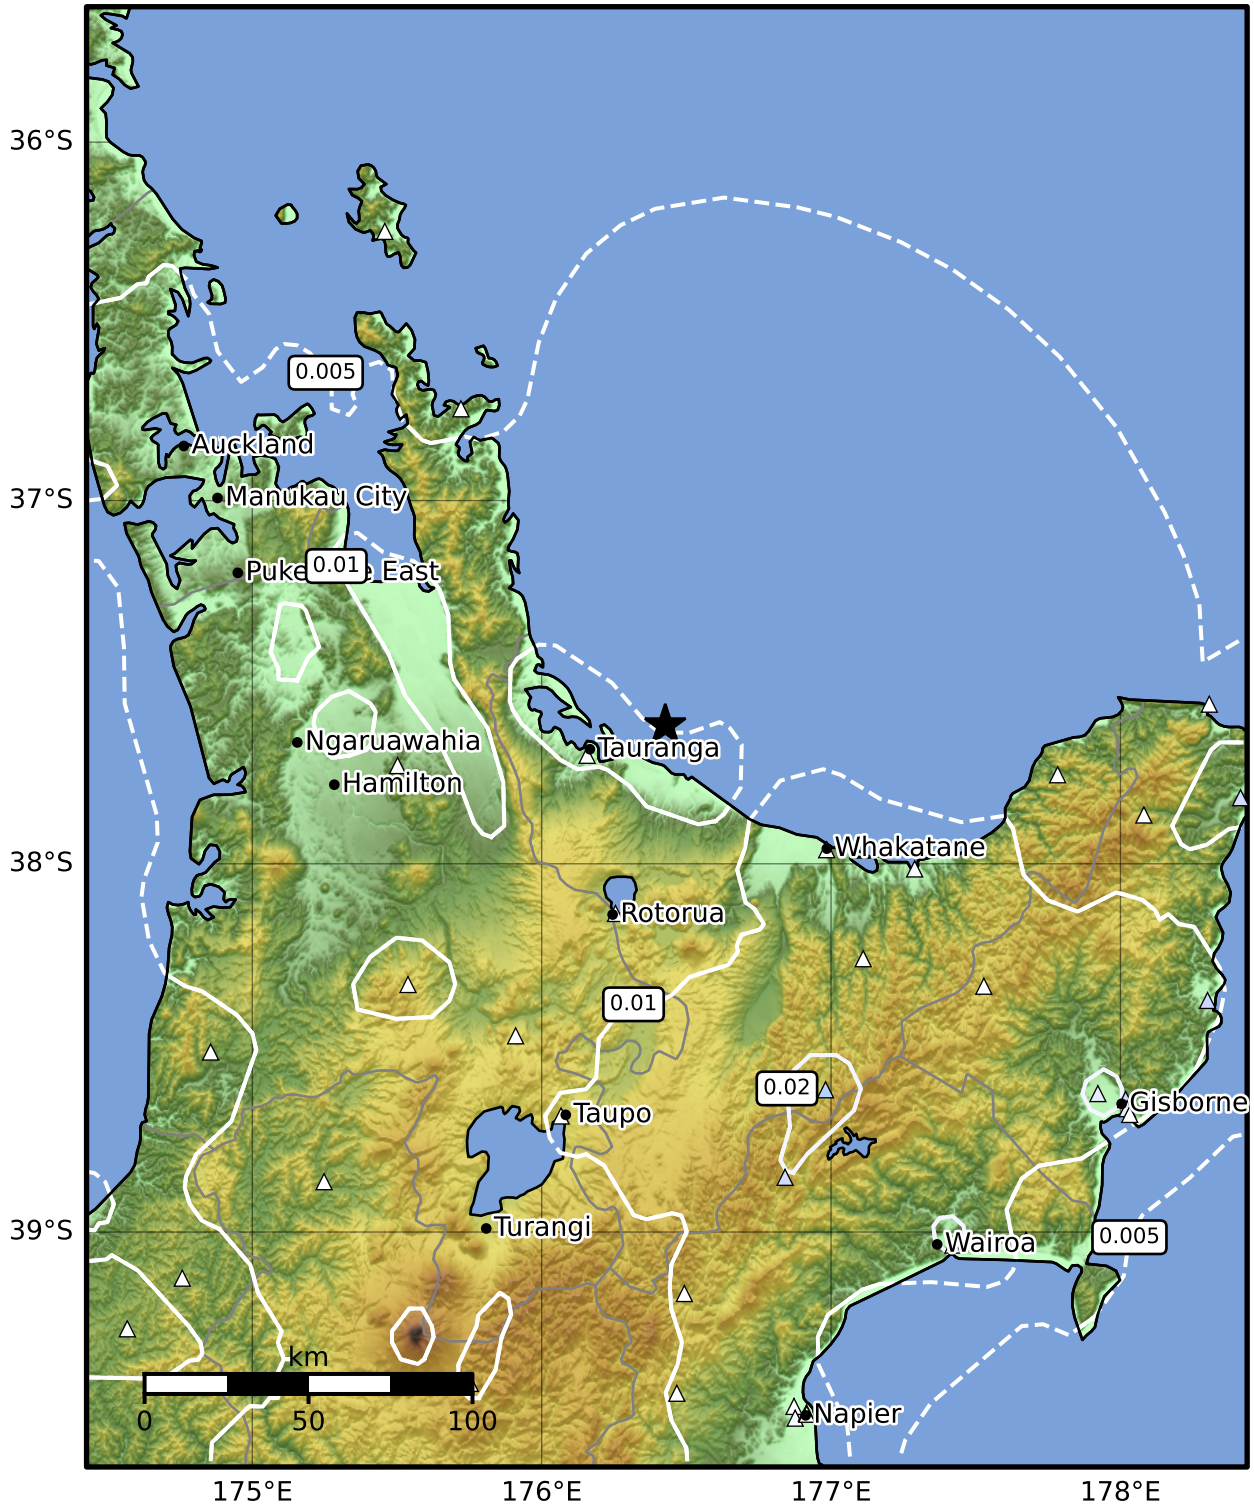 36°S
0.005
Auckland
37°S
Manukau City
0.01
Puke e East
Ngaruawahia
Tauranga
Hamilton
38°S
Whakatane
Rotorua
0.01
0.02
Gisborne
Taupo
39°S
Turangi
Wairoa
0.005
km
0 50 100
Napier
175°E 176°E 177°E 178°E